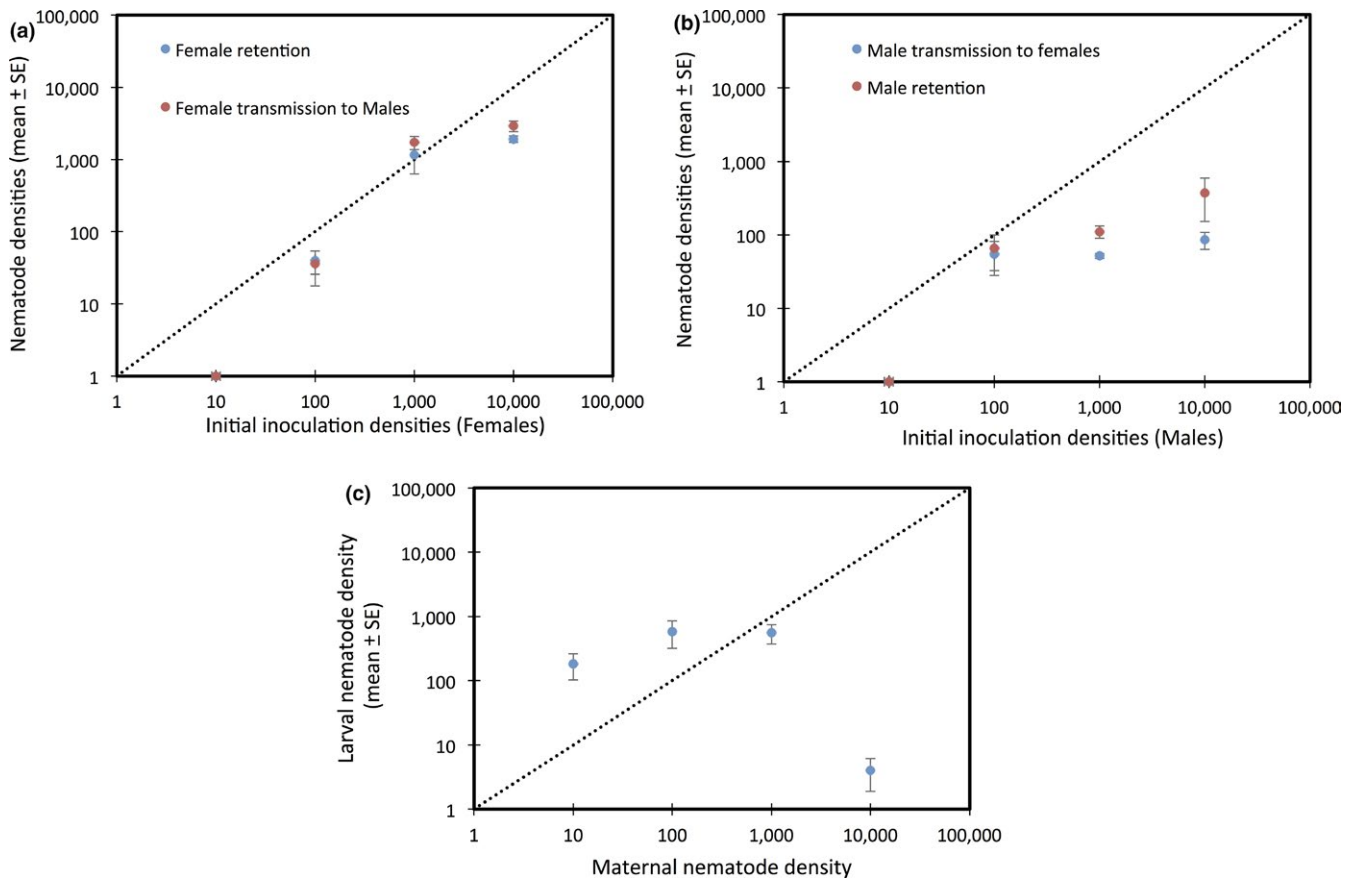 (a)
Nematode densities (mean ± SE)
100,000
10,000
1,000
100
10
1
Female retention
Female transmission to Males
1 10 100 1,000 10,000 100,000
Initial inoculation densities (Females)
(b)
Nematode densities (mean ± SE)
100,000
10,000
1,000
100
10
1
Male transmission to females
Male retention
1 10 100 1,000 10,000 100,000
Initial inoculation densities (Males)
(c)
Larval nematode density
(mean ± SE)
100,000
10,000
1,000
100
10
1
1 10 100 1,000 10,000 100,000
Maternal nematode density